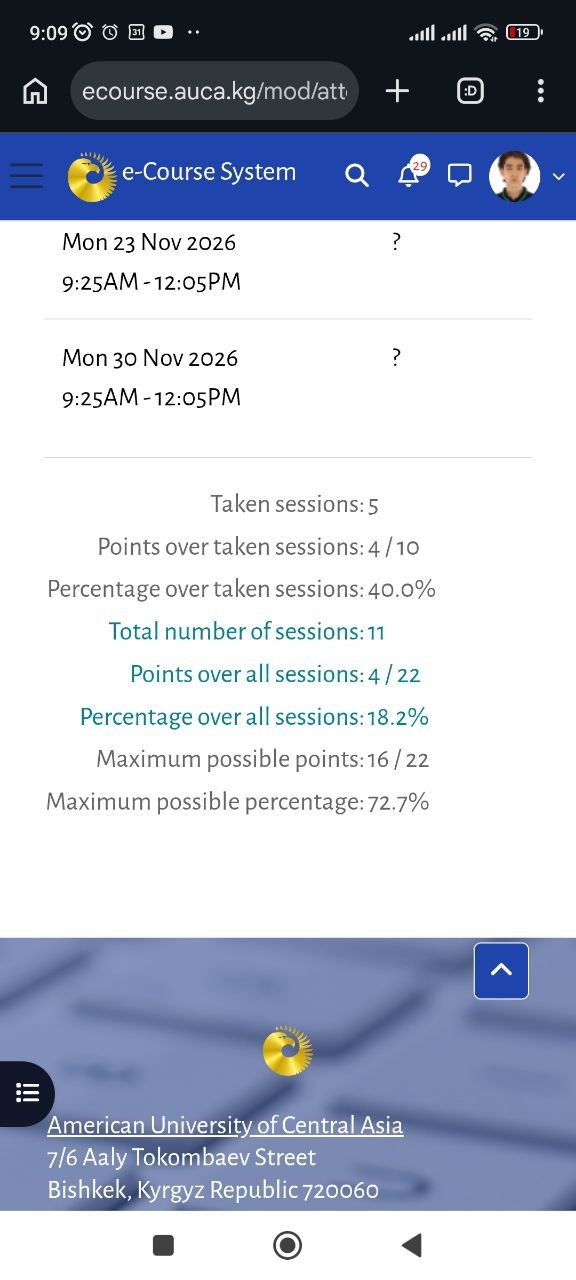 9:09
31
19
ecourse.auca.kg/mod/att
:D
e-Course System
29
Mon 23 Nov 2026 ?
9:25AM - 12:05PM
Mon 30 Nov 2026 ?
9:25AM - 12:05PM
Taken sessions: 5
Points over taken sessions: 4 / 10
Percentage over taken sessions: 40.0%
Total number of sessions: 11
Points over all sessions: 4 / 22
Percentage over all sessions: 18.2%
Maximum possible points: 16 / 22
Maximum possible percentage: 72.7%
American University of Central Asia
7/6 Aaly Tokombaev Street
Bishkek, Kyrgyz Republic 720060